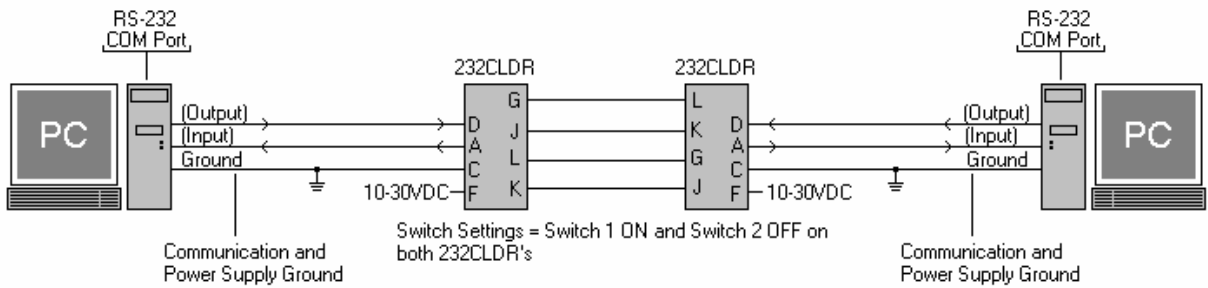 RS-232
COM Port
RS-232
COM Port
232CLDR
232CLDR
PC
(Output)
(Input)
Ground
D
A
C
F
G
J
L
K
L
K
G
J
D
A
C
F
(Output)
(Input)
Ground
PC
10-30VDC
10-30VDC
Switch Settings = Switch 1 ON and Switch 2 OFF on
both 232CLDR's
Communication and
Power Supply Ground
Communication and
Power Supply Ground